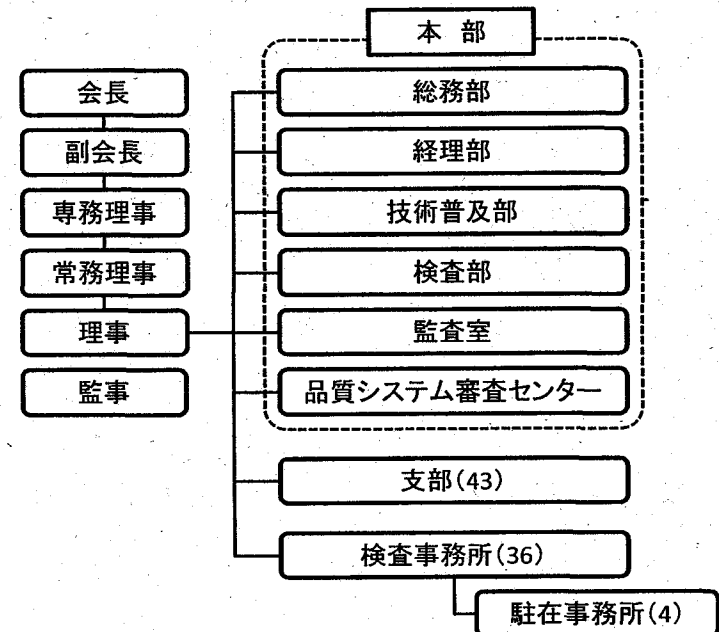 本 部
会長
副会長
専務理事
常務理事
理事
監事
総務部
経理部
技術普及部
検査部
監査室
品質システム審査センター
支部(43)
検査事務所(36)
駐在事務所(4)